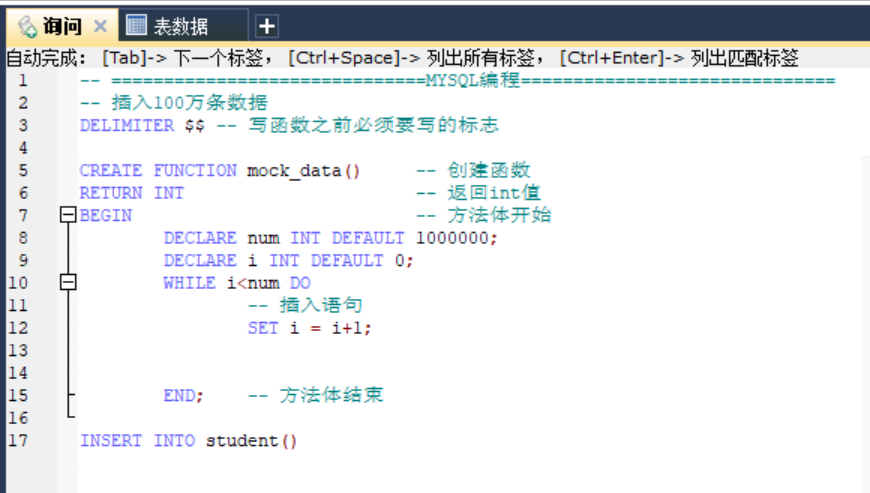 询问 × 表数据 +
自动完成： [Tab]-> 下一个标签， [Ctrl+Space]-> 列出所有标签， [Ctrl+Enter]-> 列出匹配标签
1 -- ==============================MYSQL编程==============================
2 -- 插入100万条数据
3 DELIMITER $$ -- 写函数之前必须要写的标志
4
5 CREATE FUNCTION mock_data() -- 创建函数
6 RETURN INT -- 返回int值
7 BEGIN -- 方法体开始
8 DECLARE num INT DEFAULT 1000000;
9 DECLARE i INT DEFAULT 0;
10 WHILE i<num DO
11 -- 插入语句
12 SET i = i+1;
13
14
15 END; -- 方法体结束
16
17 INSERT INTO student()